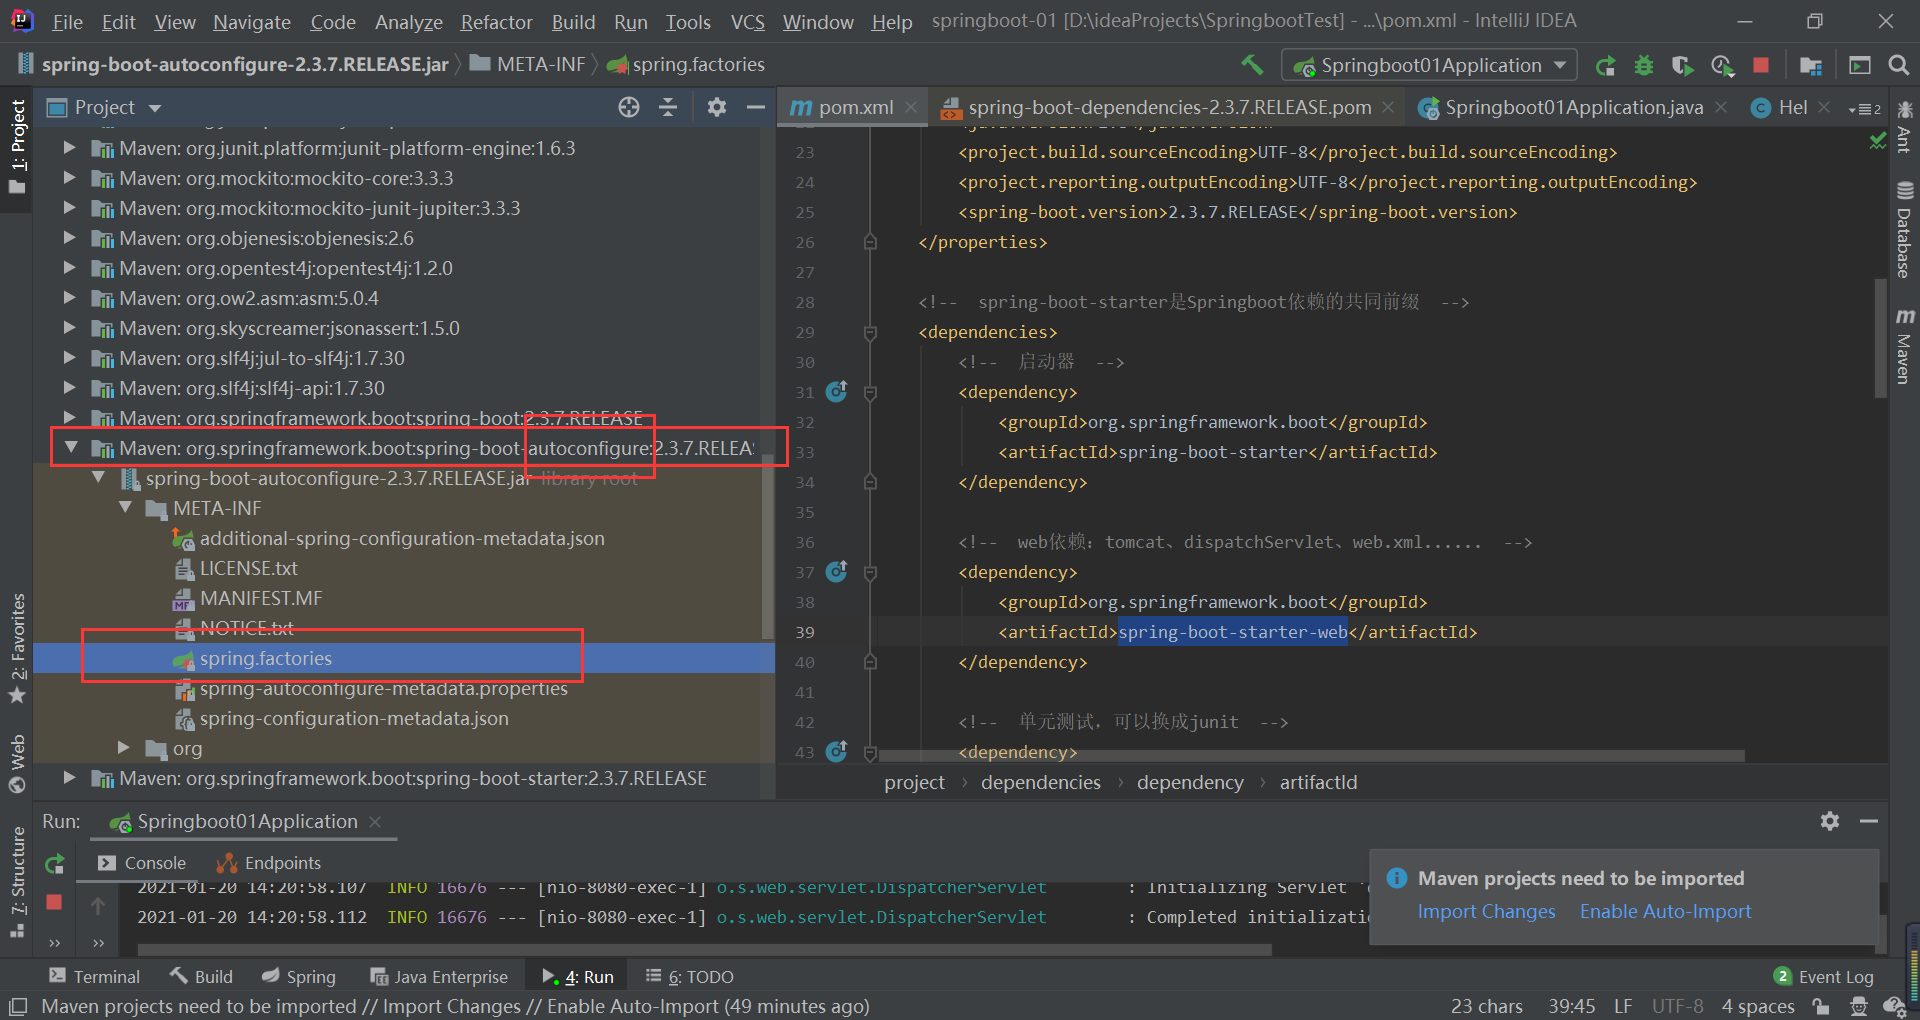 File Edit View Navigate Code Analyze Refactor Build Run Tools VCS Window Help springboot-01 [D:\ideaProjects\SpringbootTest] - ...\pom.xml - IntelliJ IDEA
spring-boot-autoconfigure-2.3.7.RELEASE.jar META-INF spring.factories Springboot01Application
Project
pom.xml spring-boot-dependencies-2.3.7.RELEASE.pom Springboot01Application.java Hel 2
1: Project
2: Favorites
Web
7: Structure
Maven: org.junit.platform:junit-platform-engine:1.6.3
Maven: org.mockito:mockito-core:3.3.3
Maven: org.mockito:mockito-junit-jupiter:3.3.3
Maven: org.objenesis:objenesis:2.6
Maven: org.opentest4j:opentest4j:1.2.0
Maven: org.ow2.asm:asm:5.0.4
Maven: org.skyscreamer:jsonassert:1.5.0
Maven: org.slf4j:jul-to-slf4j:1.7.30
Maven: org.slf4j:slf4j-api:1.7.30
Maven: org.springframework.boot:spring-boot:2.3.7.RELEASE
Maven: org.springframework.boot:spring-boot-autoconfigure:2.3.7.RELEA
spring-boot-autoconfigure-2.3.7.RELEASE.jar library root
META-INF
additional-spring-configuration-metadata.json
LICENSE.txt
MANIFEST.MF
NOTICE.txt
spring.factories
spring-autoconfigure-metadata.properties
spring-configuration-metadata.json
org
Maven: org.springframework.boot:spring-boot-starter:2.3.7.RELEASE
23 <project.build.sourceEncoding>UTF-8</project.build.sourceEncoding>
24 <project.reporting.outputEncoding>UTF-8</project.reporting.outputEncoding>
25 <spring-boot.version>2.3.7.RELEASE</spring-boot.version>
26 </properties>
27
28 <!-- spring-boot-starter是Springboot依赖的共同前缀 -->
29 <dependencies>
30 <!-- 启动器 -->
31 <dependency>
32 <groupId>org.springframework.boot</groupId>
33 <artifactId>spring-boot-starter</artifactId>
34 </dependency>
35
36 <!-- web依赖: tomcat、dispatchServlet、web.xml...... -->
37 <dependency>
38 <groupId>org.springframework.boot</groupId>
39 <artifactId>spring-boot-starter-web</artifactId>
40 </dependency>
41
42 <!-- 单元测试，可以换成junit -->
43 <dependency>
project › dependencies › dependency › artifactId
Ant
Database
Maven
Run: Springboot01Application
Console Endpoints
2021-01-20 14:20:58.107 INFO 16676 --- [nio-8080-exec-1] o.s.web.servlet.DispatcherServlet : Initializing Servlet
2021-01-20 14:20:58.112 INFO 16676 --- [nio-8080-exec-1] o.s.web.servlet.DispatcherServlet : Completed initializati
Maven projects need to be imported
Import Changes Enable Auto-Import
Terminal Build Spring Java Enterprise 4: Run 6: TODO 2 Event Log
Maven projects need to be imported // Import Changes // Enable Auto-Import (49 minutes ago) 23 chars 39:45 LF UTF-8 4 spaces